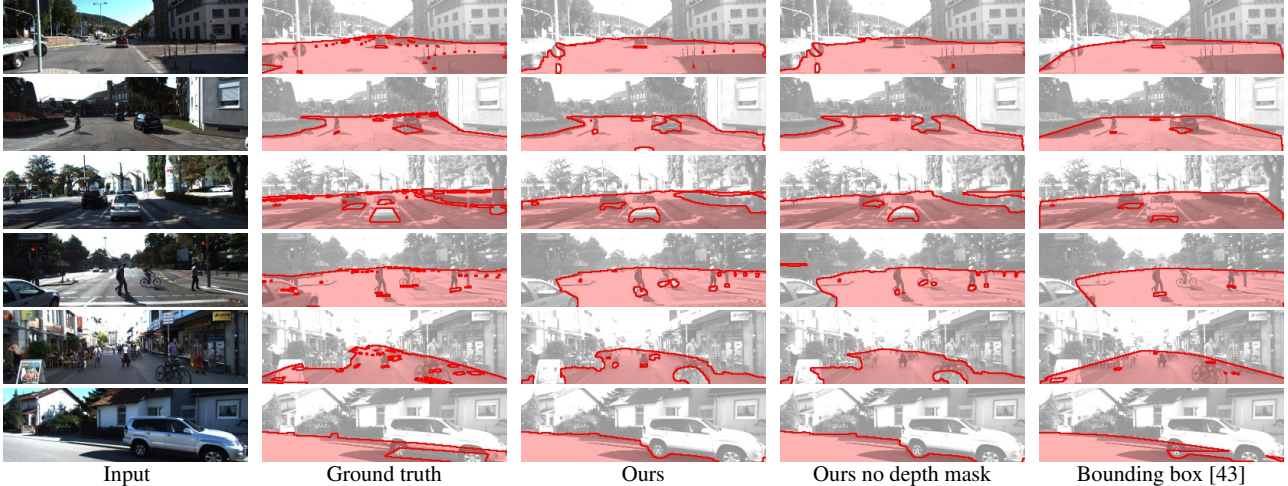 Input
Ground truth
Ours
Ours no depth mask
Bounding box [43]